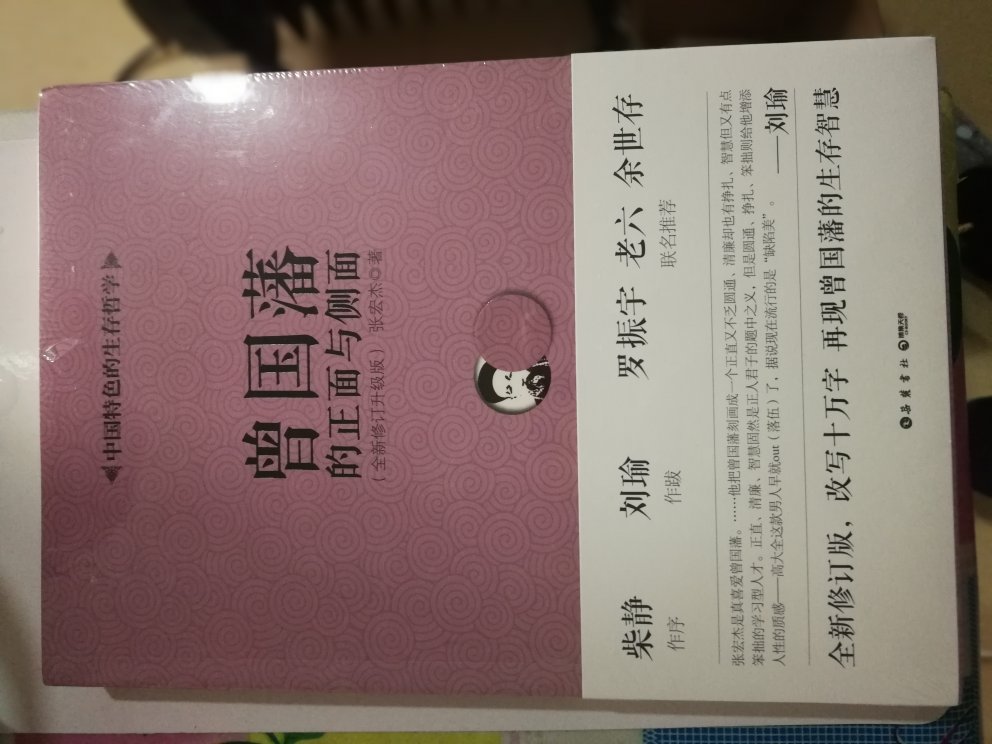 中国特色的生存哲学
曾国藩
的正面与侧面
(全新修订升级版) 张宏杰◎著
柴静 刘瑜 罗振宇 老六 余世存
作序 作跋 联名推荐
张宏杰是真喜爱曾国藩。……他把曾国藩刻画成一个正直又不乏圆通、清廉却也有挣扎、智慧但又有点
笨拙的学习型人才。正直、清廉、智慧固然是正人君子的题中之义，但是圆通、挣扎、笨拙则给他增添
人性的质感——高大全这款男人早就out（落伍）了，据说现在流行的是“缺陷美”。
——刘瑜
全新修订版，改写十万字 再现曾国藩的生存智慧
岳麓书社 博集天卷